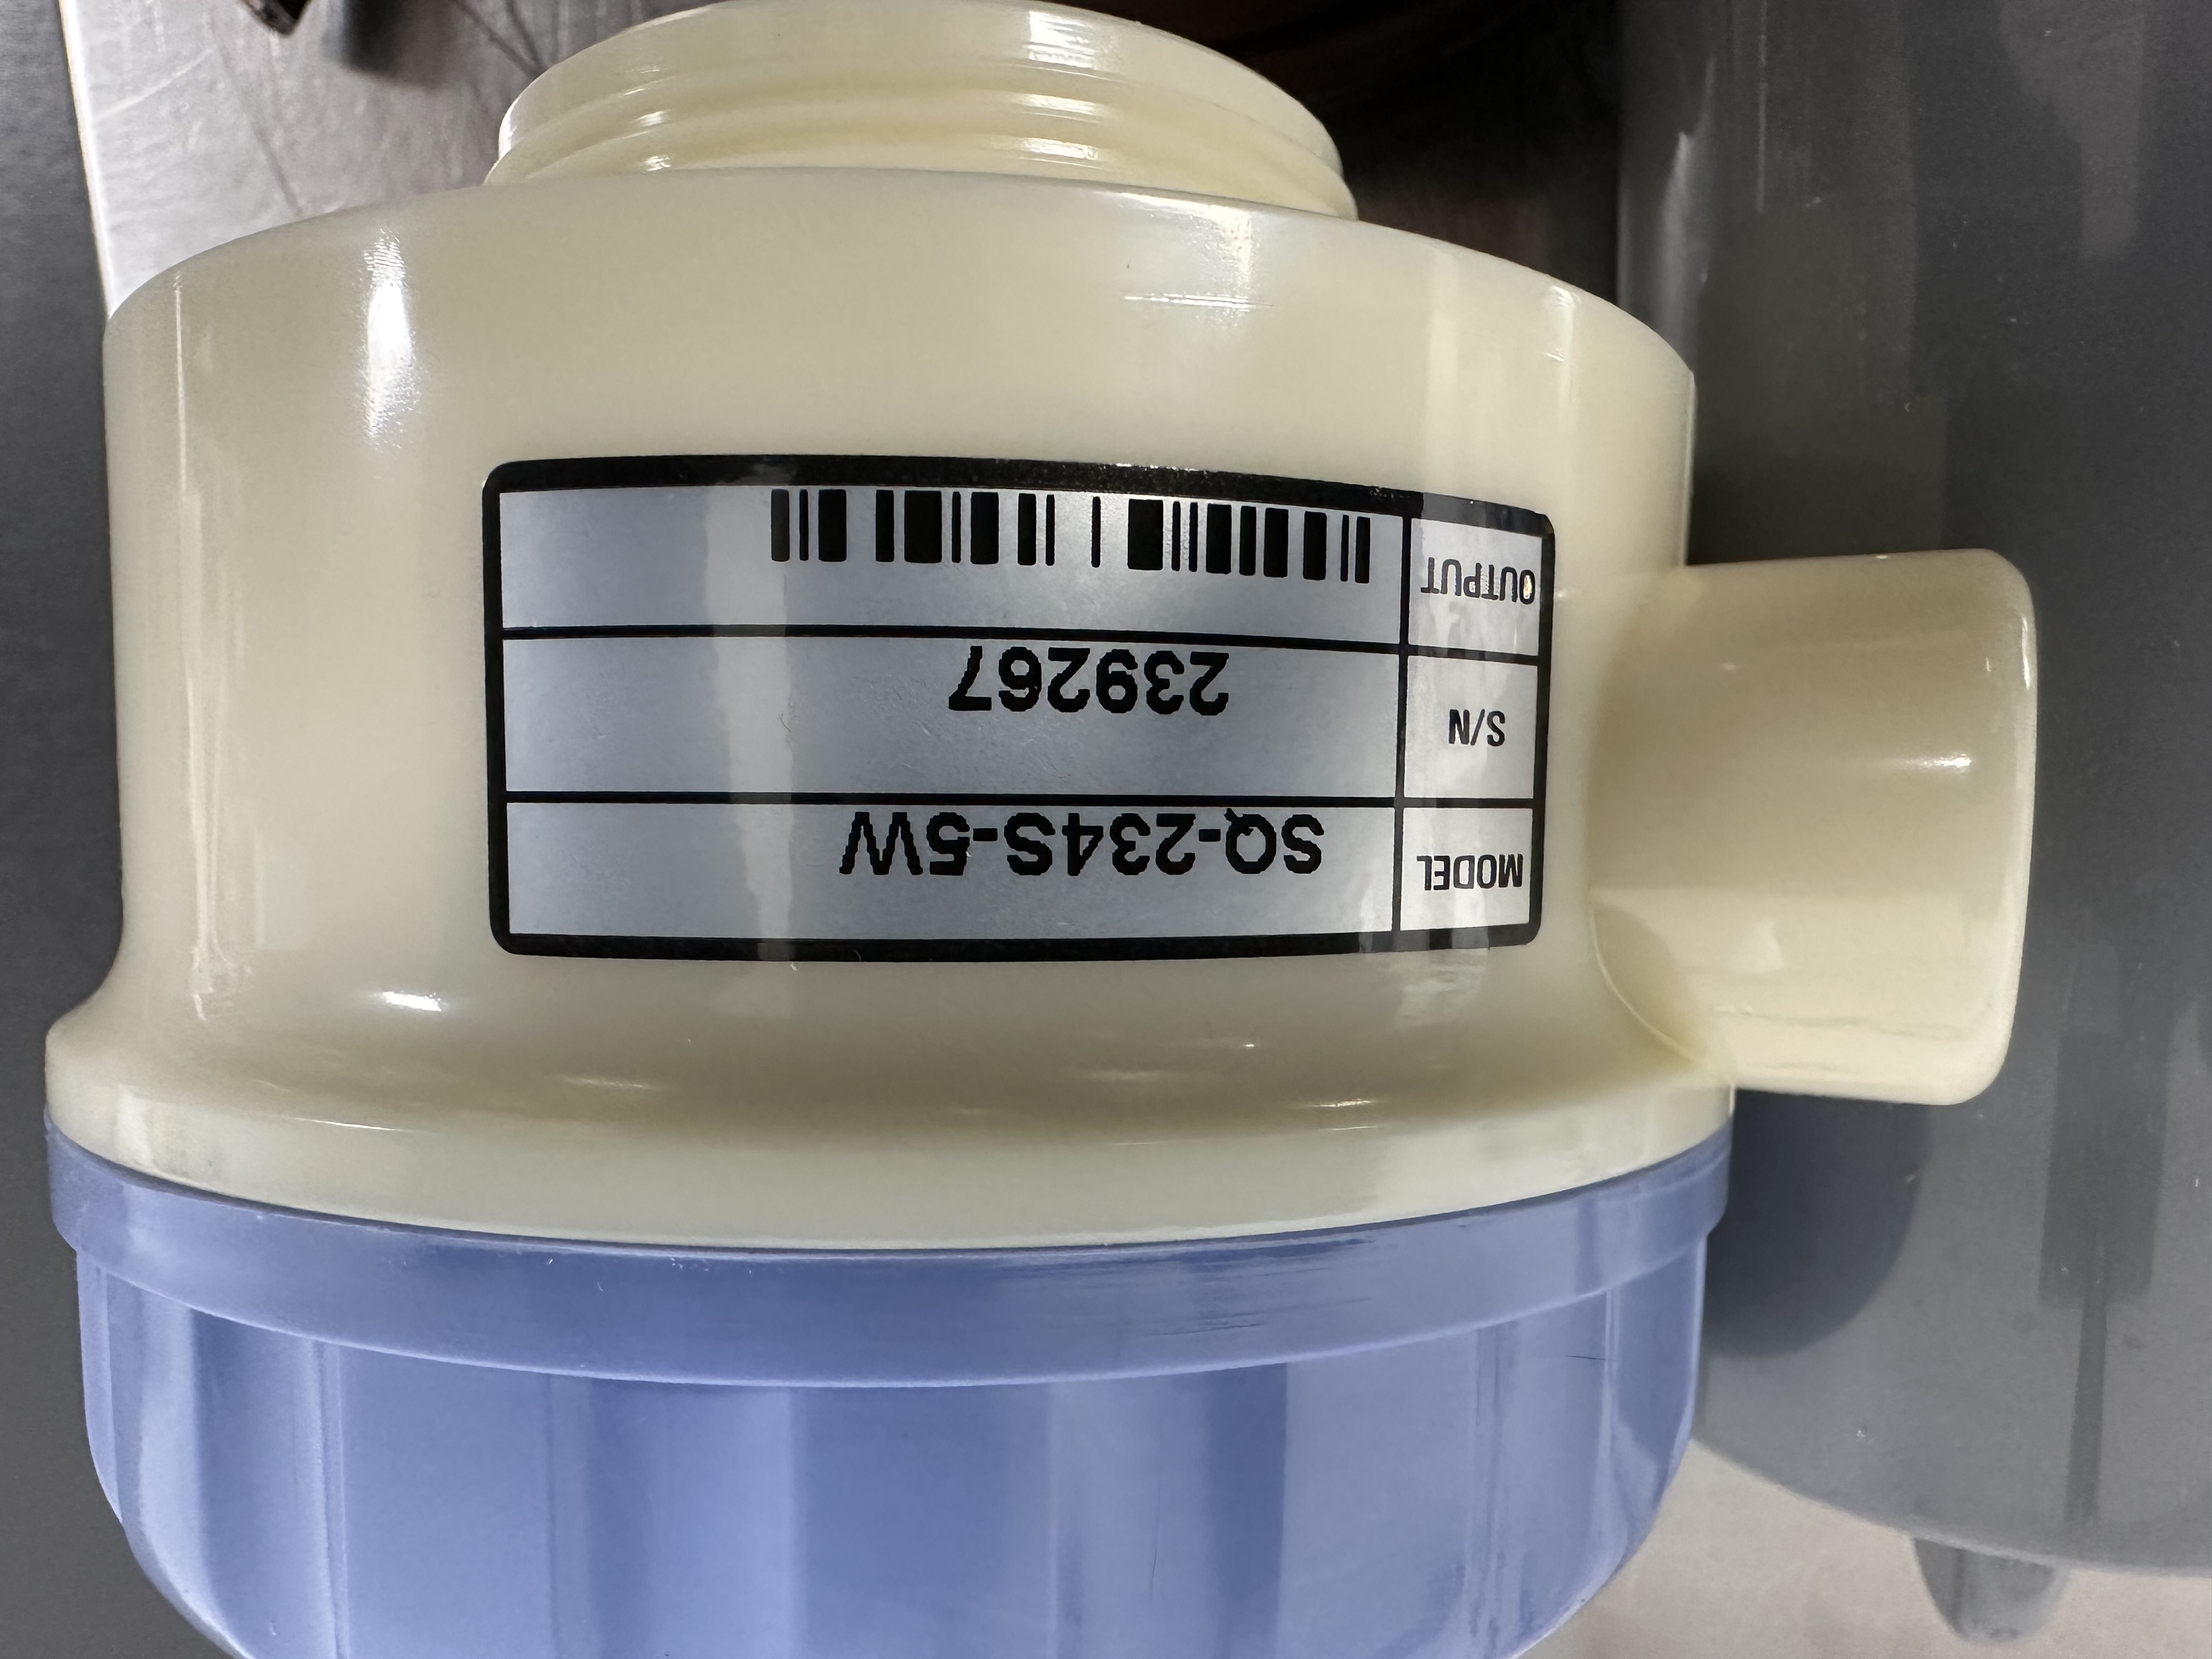 MODEL SQ-234S-5W
S/N 239267
OUTPUT